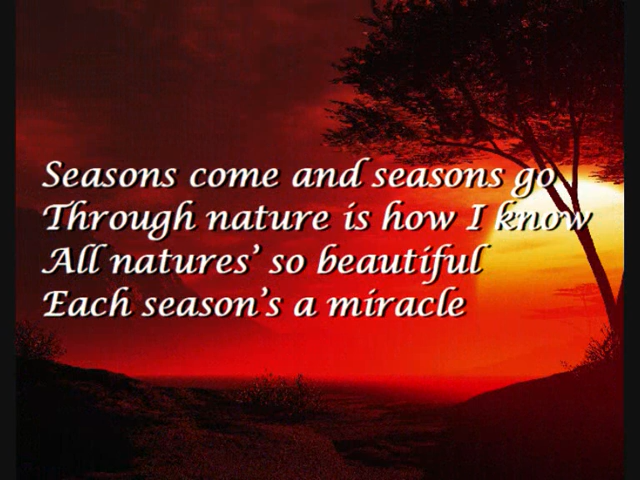 Seasons come and seasons go
Through nature is how I know
All natures’ so beautiful
Each season’s a miracle